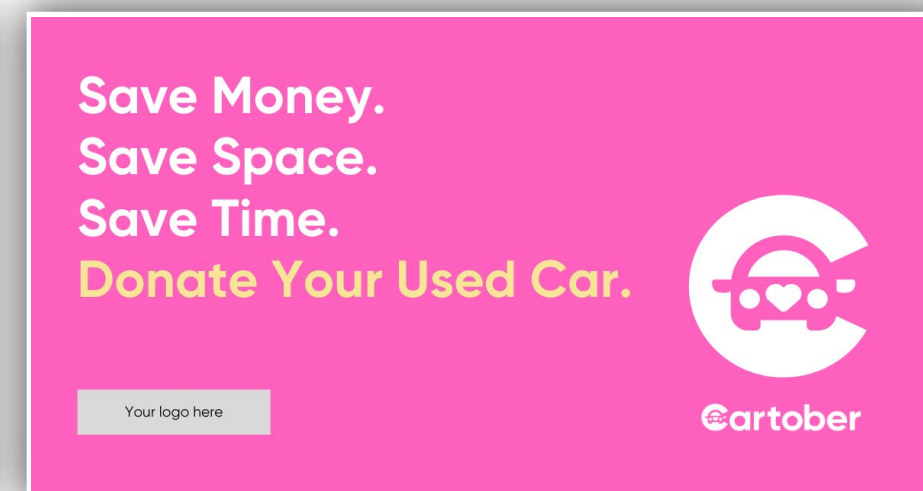 Save Money.
Save Space.
Save Time.
Donate Your Used Car.
Your logo here
Cartober